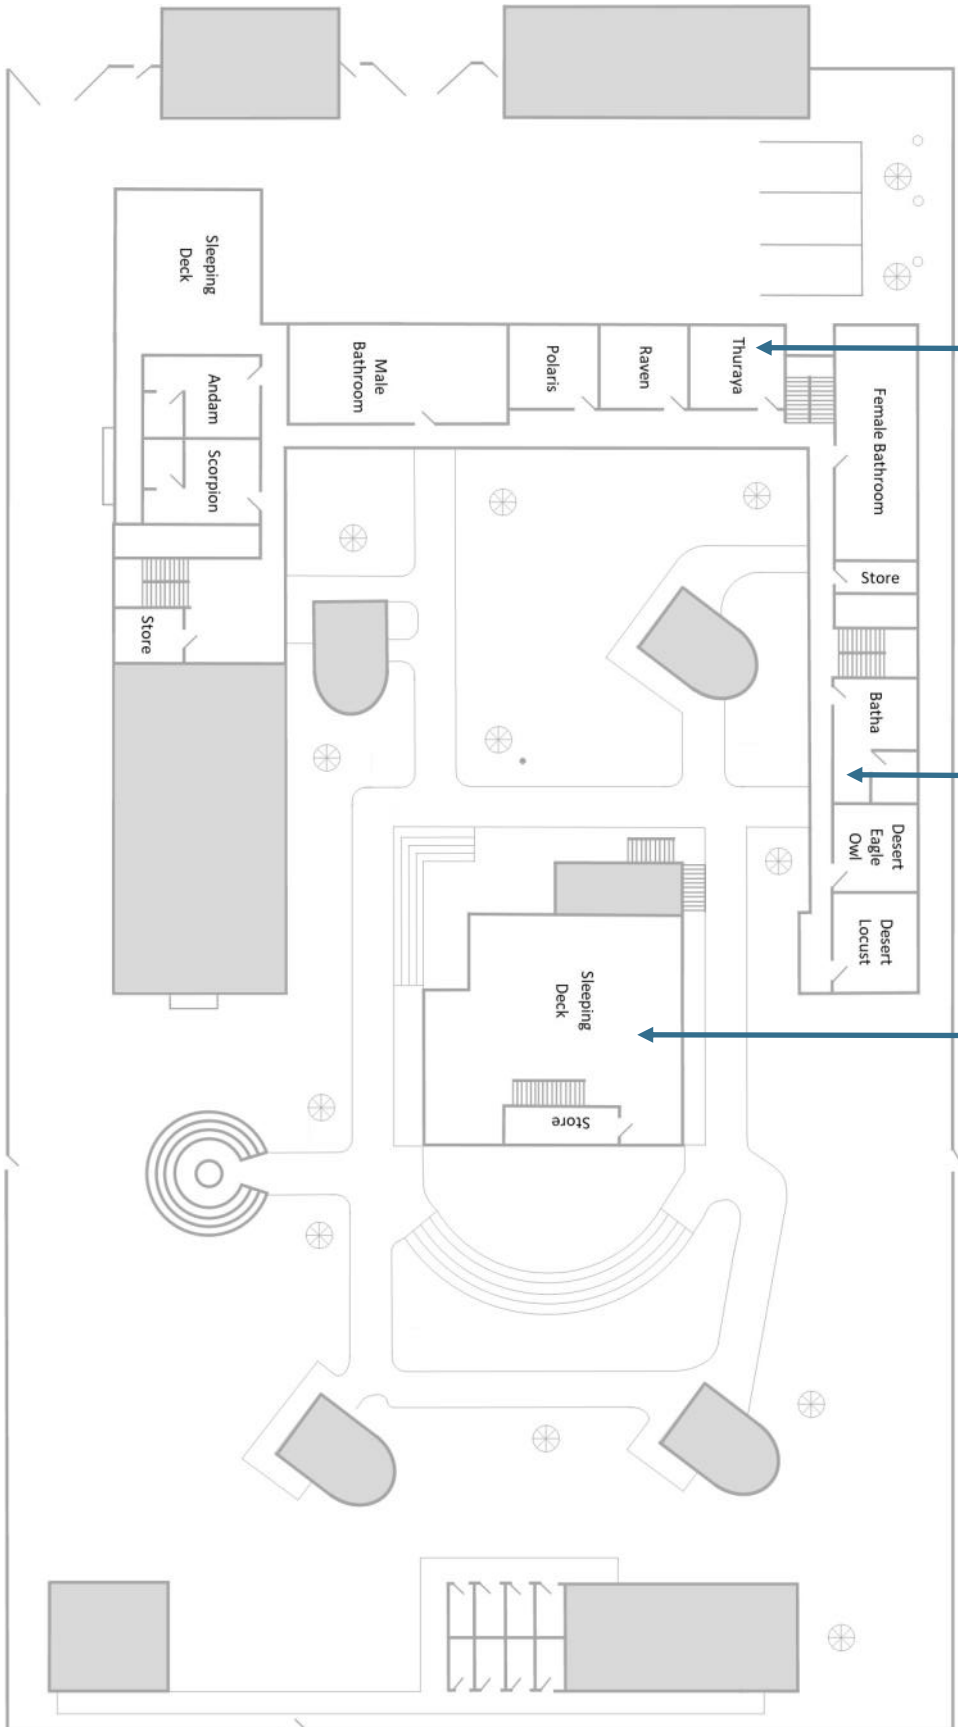 Sleeping
Deck
Male
Bathroom
Polaris
Raven
Thuraya
Female Bathroom
Andam
Scorpion
Store
Store
Batha
Desert
Eagle
Owl
Desert
Locust
Sleeping
Deck
Store